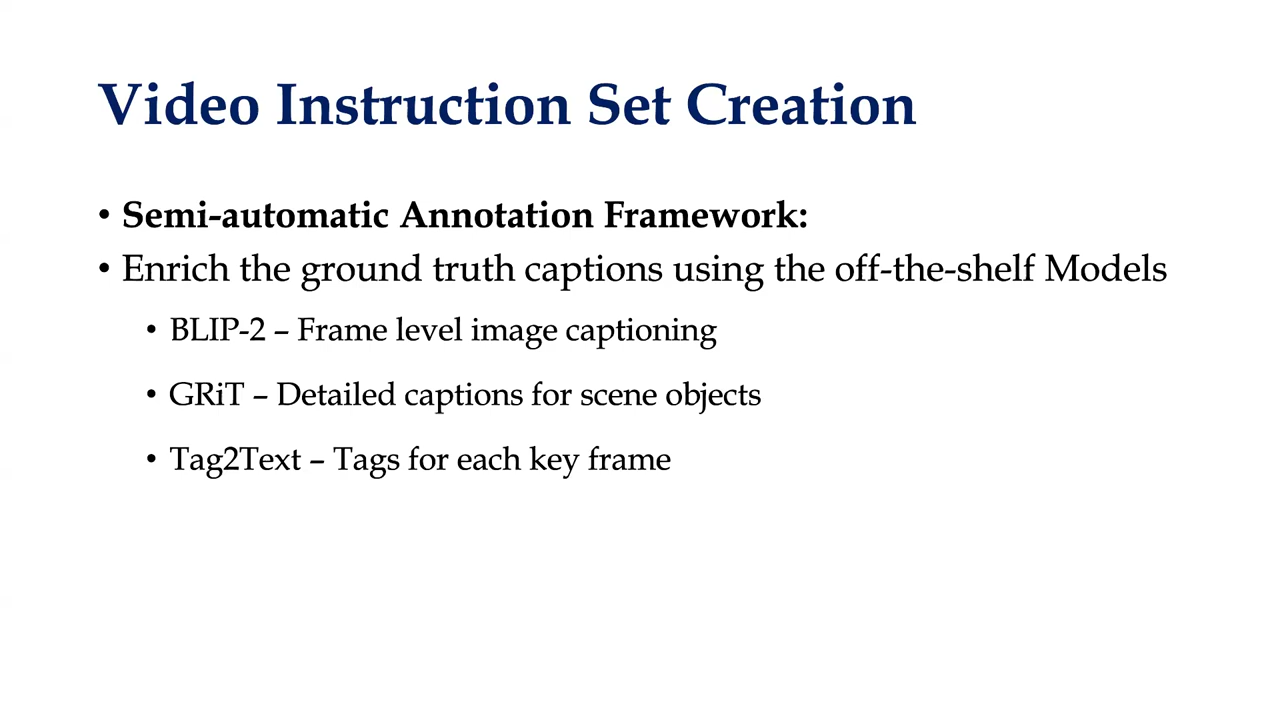 Video Instruction Set Creation
• Semi-automatic Annotation Framework:
• Enrich the ground truth captions using the off-the-shelf Models
• BLIP-2 – Frame level image captioning
• GRiT – Detailed captions for scene objects
• Tag2Text – Tags for each key frame